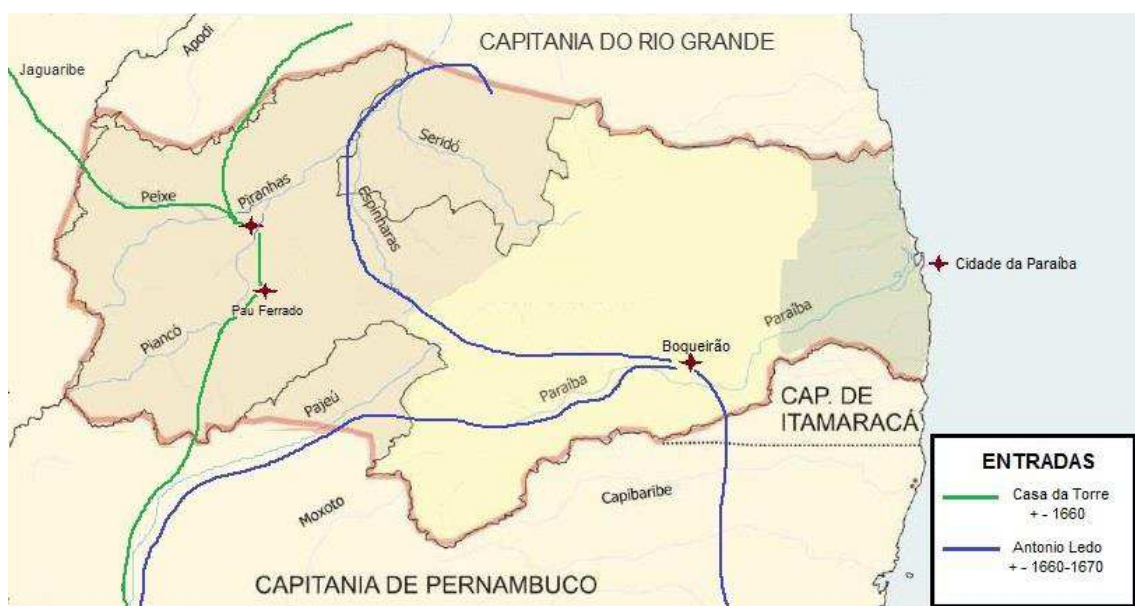 CAPITANIA DO RIO GRANDE
Apodi
Jaguaribe
Seridó
Peixe
Piranhas
Espinharas
Cidade da Paraíba
Pau Ferrado
Paraíba
Piancó
Boqueirão
Paraíba
Pajeú
CAP. DE
ITAMARACÁ
Moxoto
Capibaribe
CAPITANIA DE PERNAMBUCO
ENTRADAS
Casa da Torre
+ - 1660
Antonio Ledo
+ - 1660-1670